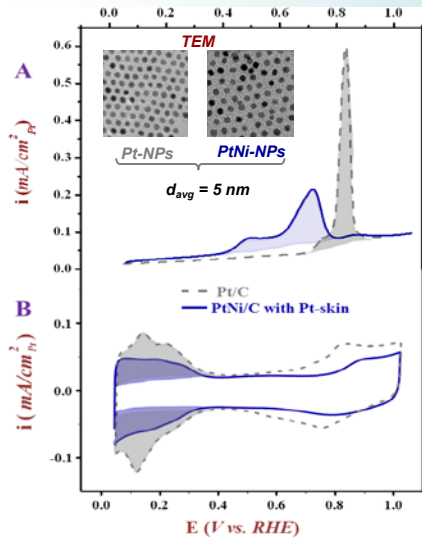 0.0 0.2 0.4 0.6 0.8 1.0
TEM
A
0.6
0.5
0.4
0.3
0.2
0.1
0.0
i (mA/cm²Pt)
Pt-NPs PtNi-NPs
davg = 5 nm
B
Pt/C
PtNi/C with Pt-skin
0.1
0.0
-0.1
i (mA/cm²Pt)
0.0 0.2 0.4 0.6 0.8 1.0
E (V vs. RHE)